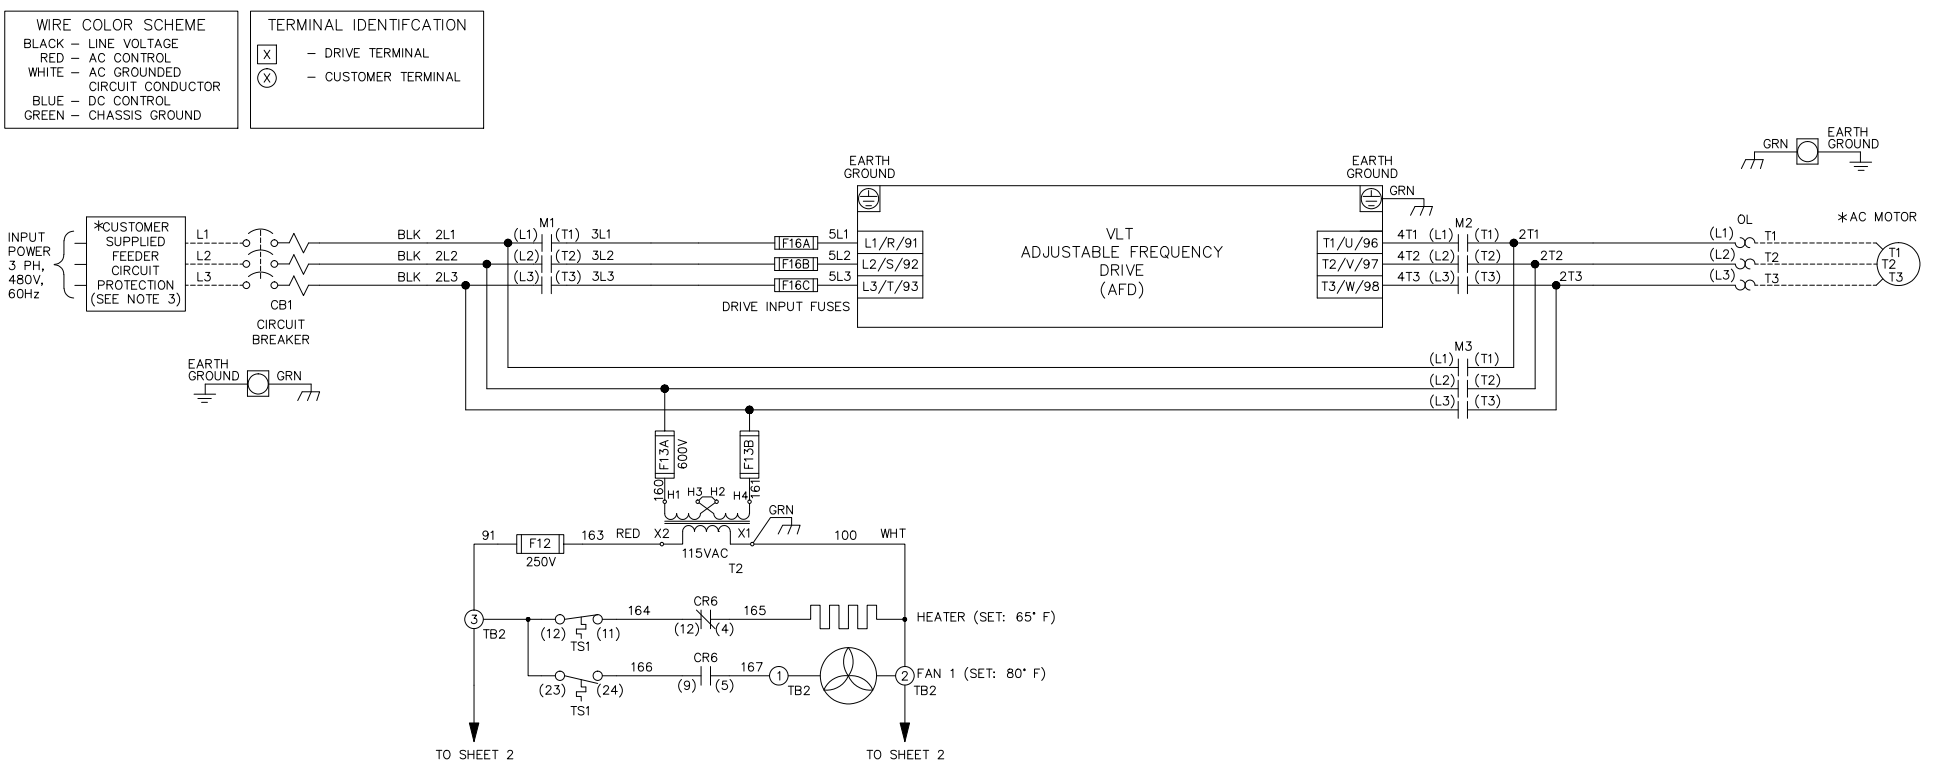 WIRE COLOR SCHEME
BLACK – LINE VOLTAGE
RED – AC CONTROL
WHITE – AC GROUNDED
CIRCUIT CONDUCTOR
BLUE – DC CONTROL
GREEN – CHASSIS GROUND
TERMINAL IDENTIFCATION
X – DRIVE TERMINAL
X – CUSTOMER TERMINAL
GRN
EARTH
GROUND
EARTH
GROUND
EARTH
GROUND
GRN
INPUT
POWER
3 PH,
480V,
60Hz
*CUSTOMER
SUPPLIED
FEEDER
CIRCUIT
PROTECTION
(SEE NOTE 3)
L1
L2
L3
CB1
CIRCUIT
BREAKER
BLK 2L1
BLK 2L2
BLK 2L3
M1
(L1) (T1) 3L1
(L2) (T2) 3L2
(L3) (T3) 3L3
F16A 5L1
F16B 5L2
F16C 5L3
DRIVE INPUT FUSES
L1/R/91
L2/S/92
L3/T/93
VLT
ADJUSTABLE FREQUENCY
DRIVE
(AFD)
T1/U/96
T2/V/97
T3/W/98
M2
4T1 (L1) (T1) 2T1
4T2 (L2) (T2) 2T2
4T3 (L3) (T3) 2T3
OL
(L1) T1
(L2) T2
(L3) T3
*AC MOTOR
T1
T2
T3
M3
(L1) (T1)
(L2) (T2)
(L3) (T3)
EARTH
GROUND
GRN
F13A
600V
F13B
160
161
H1 H3 H2 H4
GRN
91 F12 163 RED X2 X1 100 WHT
250V
115VAC
T2
3
TB2
(12) (11)
TS1
164
CR6
(12) (4)
165
HEATER (SET: 65° F)
(23) (24)
TS1
166
CR6
(9) (5)
167
1
TB2
2
TB2
FAN 1 (SET: 80° F)
TO SHEET 2
TO SHEET 2